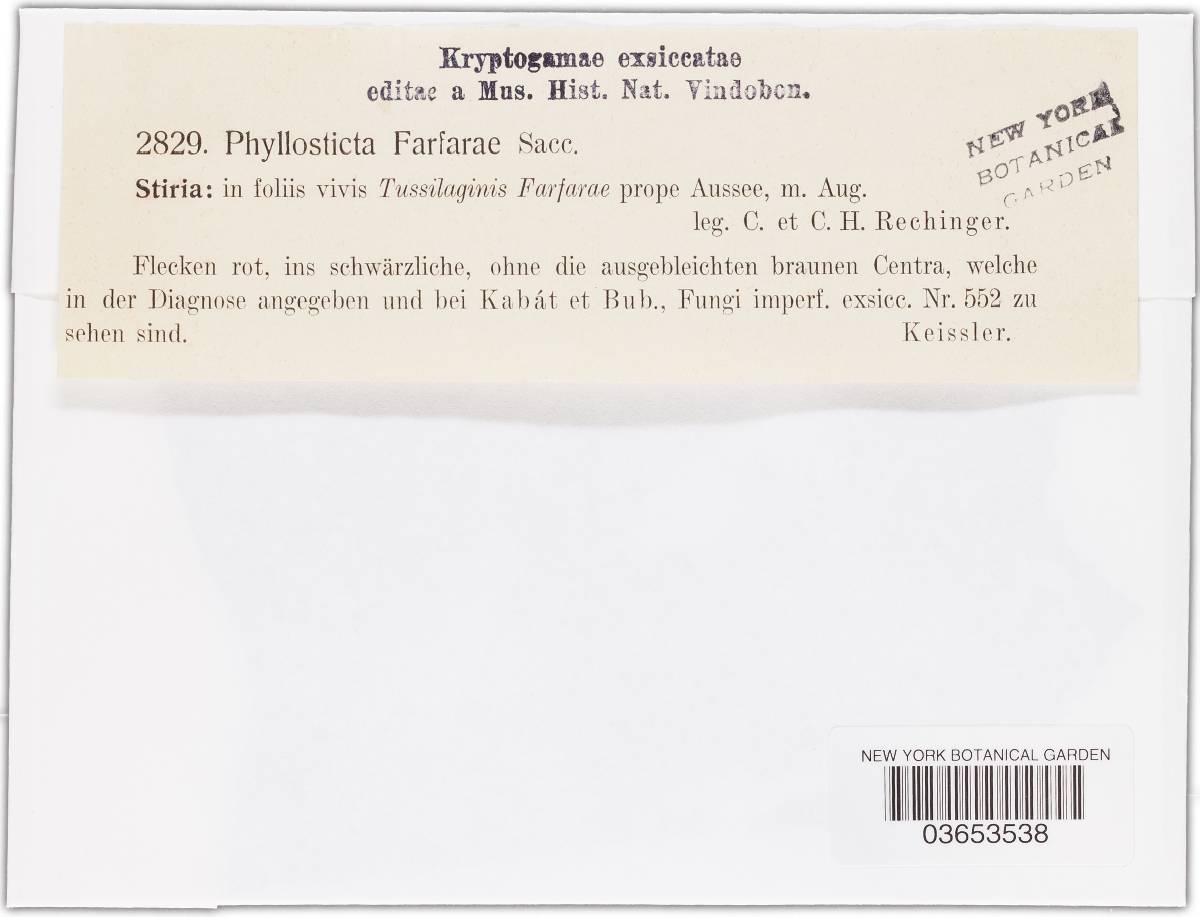 Kryptogamae exsiccatae
editae a Mus. Hist. Nat. Vindobon.
NEW YORK
BOTANICAL
GARDEN
2829. Phyllosticta Farfarae Sacc.
Stiria: in foliis vivis Tussilaginis Farfarae prope Aussee, m. Aug.
leg. C. et C. H. Rechinger.
Flecken rot, ins schwärzliche, ohne die ausgebleichten braunen Centra, welche
in der Diagnose angegeben und bei Kabát et Bub., Fungi imperf. exsicc. Nr. 552 zu
sehen sind. Keissler.
NEW YORK BOTANICAL GARDEN
03653538